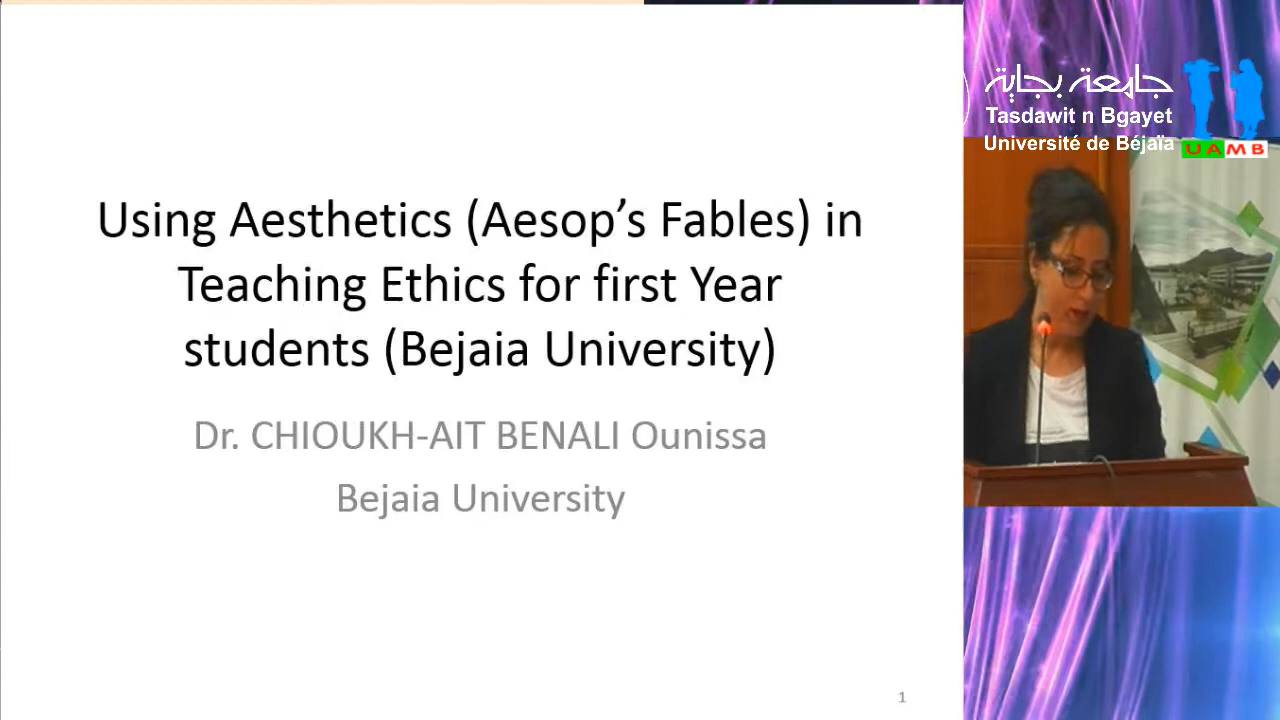 Using Aesthetics (Aesop’s Fables) in
Teaching Ethics for first Year
students (Bejaia University)
Dr. CHIOUKH-AIT BENALI Ounissa
Bejaia University
1
جامعة بجاية
Tasdawit n Bgayet
Université de Béjaïa
UAMB